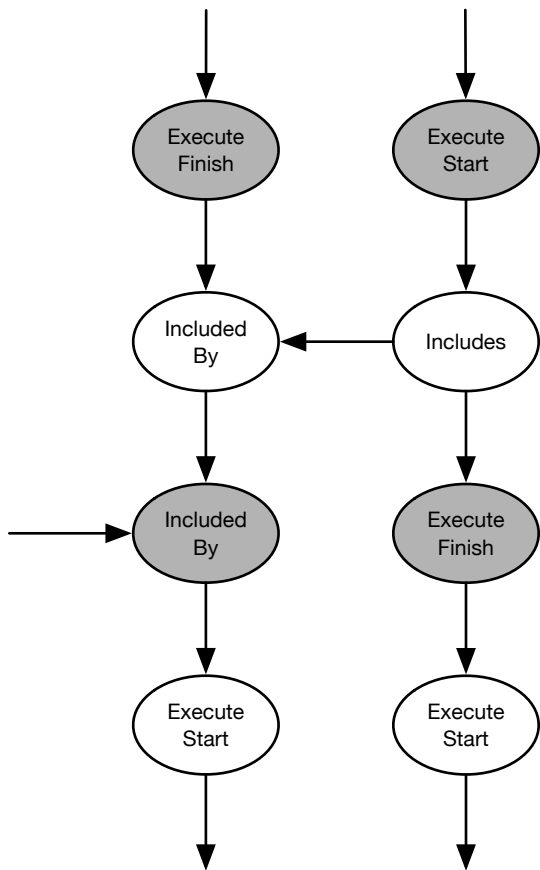 Execute
Finish
Execute
Start
Included
By
Includes
Included
By
Execute
Finish
Execute
Start
Execute
Start